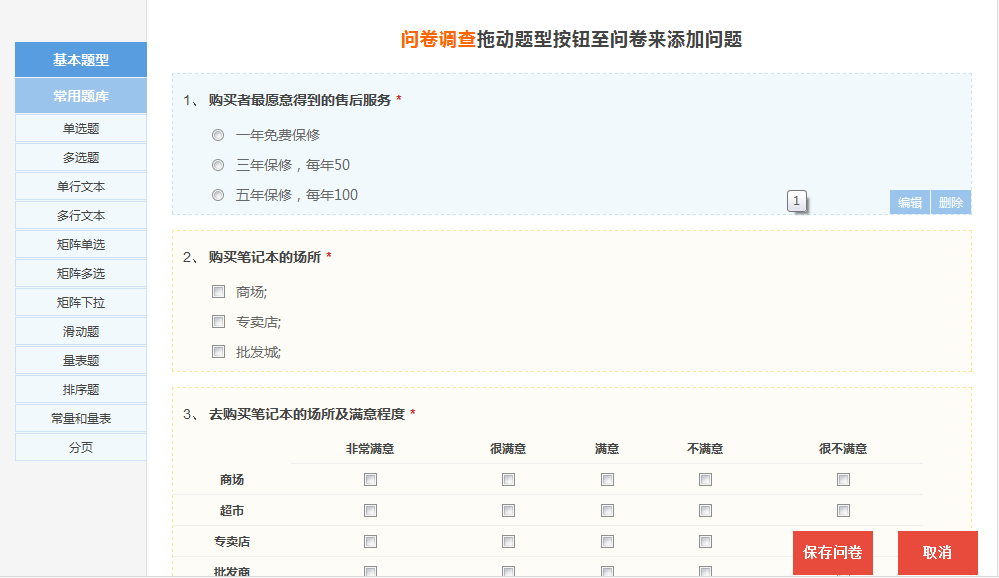 问卷调查拖动题型按钮至问卷来添加问题
基本题型
常用题库
单选题
多选题
单行文本
多行文本
矩阵单选
矩阵多选
矩阵下拉
滑动题
量表题
排序题
常量和量表
分页
1、 购买者最愿意得到的售后服务 *
一年免费保修
三年保修，每年50
五年保修，每年100
1
编辑 删除
2、 购买笔记本的场所 *
商场;
专卖店;
批发城;
3、 去购买笔记本的场所及满意程度 *
非常满意 很满意 满意 不满意 很不满意
商场
超市
专卖店
批发商
保存问卷 取消